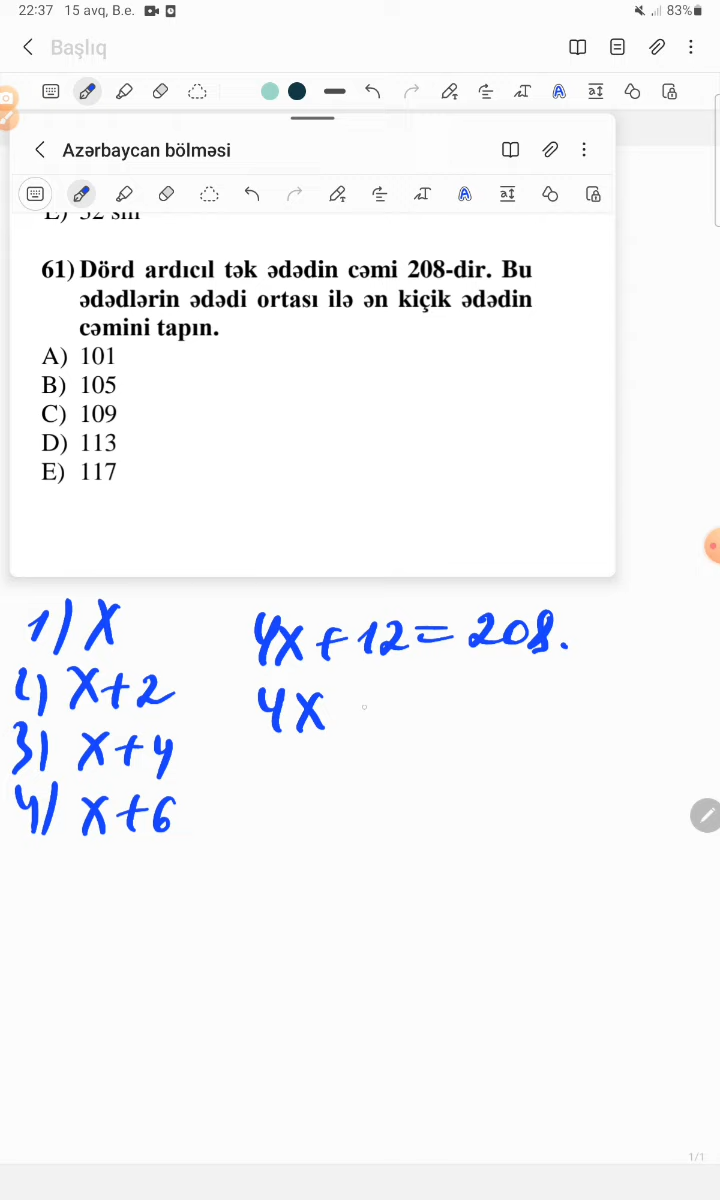 22:37 15 avq, B.e. 83%
Başlıq
Azərbaycan bölməsi
61) Dörd ardıcıl tək ədədin cəmi 208-dir. Bu
ədədlərin ədədi ortası ilə ən kiçik ədədin
cəmini tapın.
A) 101
B) 105
C) 109
D) 113
E) 117
1) x
2) x+2
3) x+4
4) x+6
4x+12=208.
4x
1/1